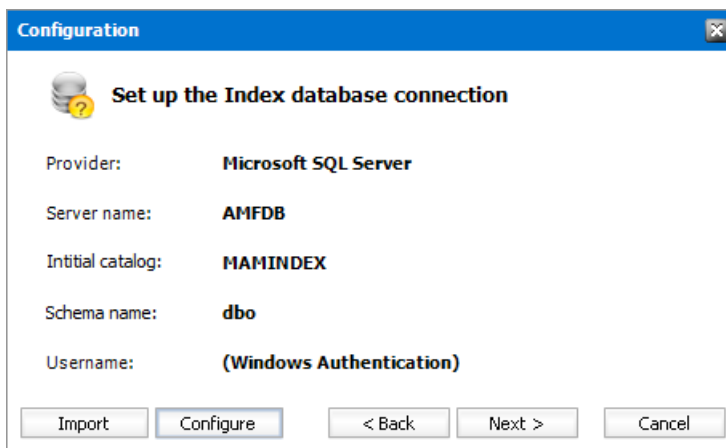 Configuration
Set up the Index database connection
Provider: Microsoft SQL Server
Server name: AMFDB
Intitial catalog: MAMINDEX
Schema name: dbo
Username: (Windows Authentication)
Import Configure < Back Next > Cancel